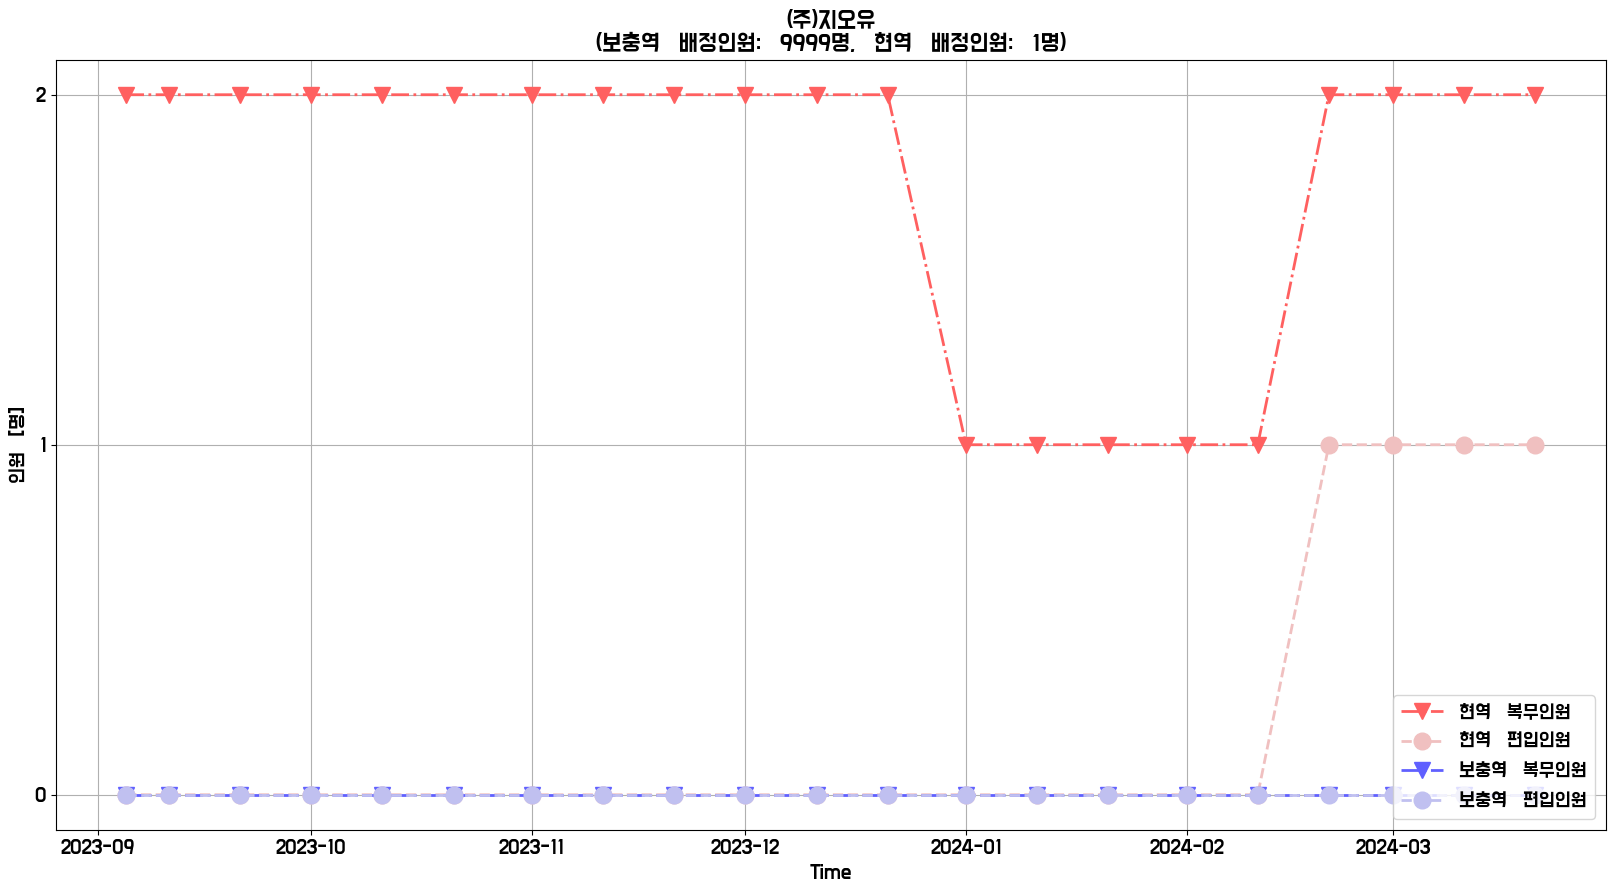 (주)지오유
(보충역 배정인원: 9999명, 현역 배정인원: 1명)
2
1
0
인원 [명]
2023-09 2023-10 2023-11 2023-12 2024-01 2024-02 2024-03
Time
현역 복무인원
현역 편입인원
보충역 복무인원
보충역 편입인원